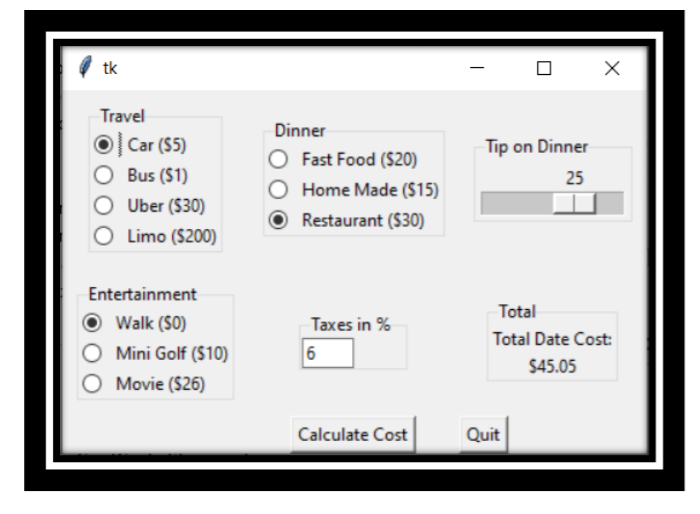 tk
Travel
Car ($5)
Bus ($1)
Uber ($30)
Limo ($200)
Dinner
Fast Food ($20)
Home Made ($15)
Restaurant ($30)
Tip on Dinner
25
Entertainment
Walk ($0)
Mini Golf ($10)
Movie ($26)
Taxes in %
6
Total
Total Date Cost:
$45.05
Calculate Cost
Quit